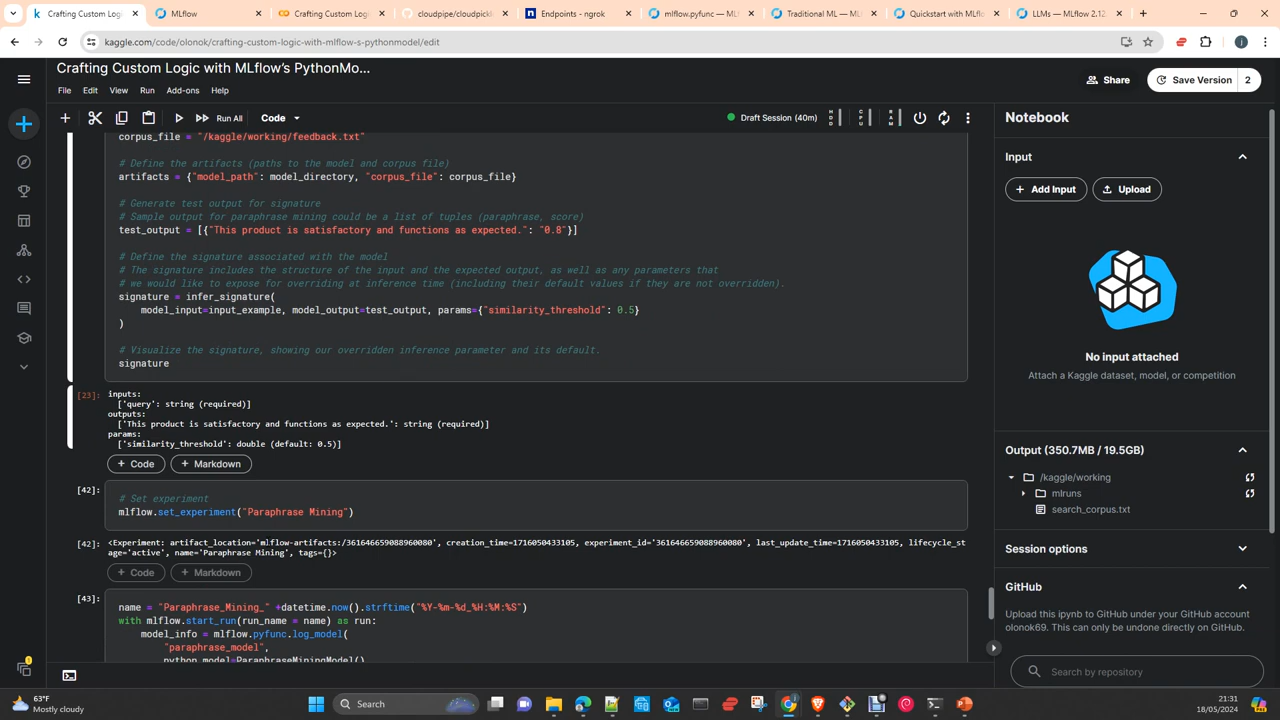 Crafting Custom Logic
MLflow
Crafting Custom Logic
cloudpipe/cloudpickl
Endpoints - ngrok
mlflow.pyfunc — ML
Traditional ML — ML
Quickstart with MLflo
LLMs — MLflow 2.12.
kaggle.com/code/olonok/crafting-custom-logic-with-mlflow-s-pythonmodel/edit
Crafting Custom Logic with MLflow’s PythonMo...
Share
Save Version
2
File
Edit
View
Run
Add-ons
Help
Run All
Code
Draft Session (40m)
HDD
CPU
RAM
corpus_file = "/kaggle/working/feedback.txt"
# Define the artifacts (paths to the model and corpus file)
artifacts = {"model_path": model_directory, "corpus_file": corpus_file}
# Generate test output for signature
# Sample output for paraphrase mining could be a list of tuples (paraphrase, score)
test_output = [{"This product is satisfactory and functions as expected.": "0.8"}]
# Define the signature associated with the model
# The signature includes the structure of the input and the expected output, as well as any parameters that
# we would like to expose for overriding at inference time (including their default values if they are not overridden).
signature = infer_signature(
model_input=input_example, model_output=test_output, params={"similarity_threshold": 0.5}
)
# Visualize the signature, showing our overridden inference parameter and its default.
signature
[23]:
inputs:
['query': string (required)]
outputs:
['This product is satisfactory and functions as expected.': string (required)]
params:
['similarity_threshold': double (default: 0.5)]
+ Code
+ Markdown
[42]:
# Set experiment
mlflow.set_experiment("Paraphrase Mining")
[42]:
<Experiment: artifact_location='mlflow-artifacts:/361646659088960080', creation_time=1716050433105, experiment_id='361646659088960080', last_update_time=1716050433105, lifecycle_st
age='active', name='Paraphrase Mining', tags={}>
+ Code
+ Markdown
[43]:
name = "Paraphrase_Mining_" +datetime.now().strftime("%Y-%m-%d_%H:%M:%S")
with mlflow.start_run(run_name = name) as run:
model_info = mlflow.pyfunc.log_model(
"paraphrase_model",
python_model=ParaphraseMiningModel(),
Notebook
Input
+ Add Input
Upload
No input attached
Attach a Kaggle dataset, model, or competition
Output (350.7MB / 19.5GB)
/kaggle/working
mlruns
search_corpus.txt
Session options
GitHub
Upload this ipynb to GitHub under your GitHub account
olonok69. This can only be undone directly on GitHub.
Search by repository
63°F
Mostly cloudy
Search
21:31
18/05/2024